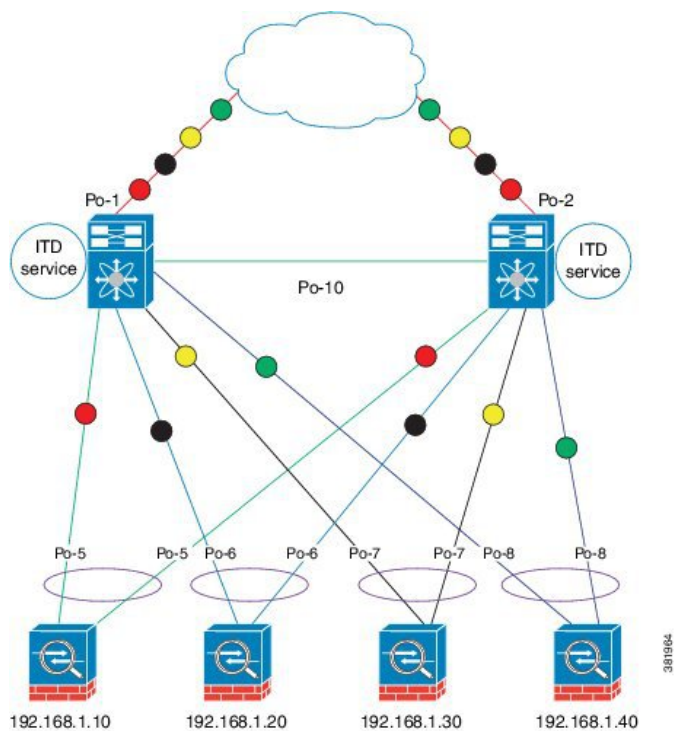 Po-1
Po-2
ITD
service
ITD
service
Po-10
Po-5
Po-5
Po-6
Po-6
Po-7
Po-7
Po-8
Po-8
381964
192.168.1.10
192.168.1.20
192.168.1.30
192.168.1.40